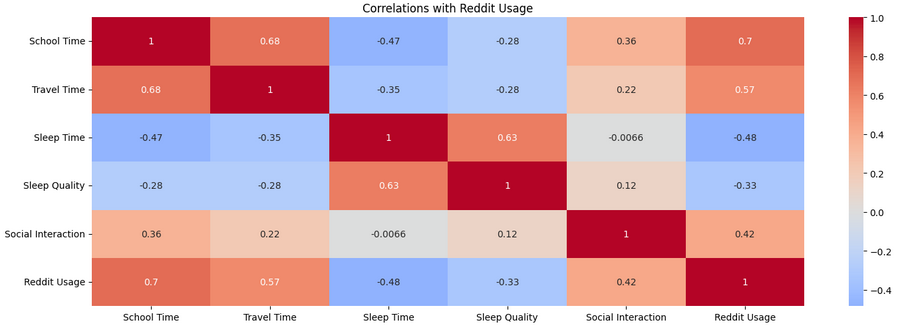 Correlations with Reddit Usage
School Time 1 0.68 -0.47 -0.28 0.36 0.7
Travel Time 0.68 1 -0.35 -0.28 0.22 0.57
Sleep Time -0.47 -0.35 1 0.63 -0.0066 -0.48
Sleep Quality -0.28 -0.28 0.63 1 0.12 -0.33
Social Interaction 0.36 0.22 -0.0066 0.12 1 0.42
Reddit Usage 0.7 0.57 -0.48 -0.33 0.42 1
School Time Travel Time Sleep Time Sleep Quality Social Interaction Reddit Usage
1.0
0.8
0.6
0.4
0.2
0.0
−0.2
−0.4